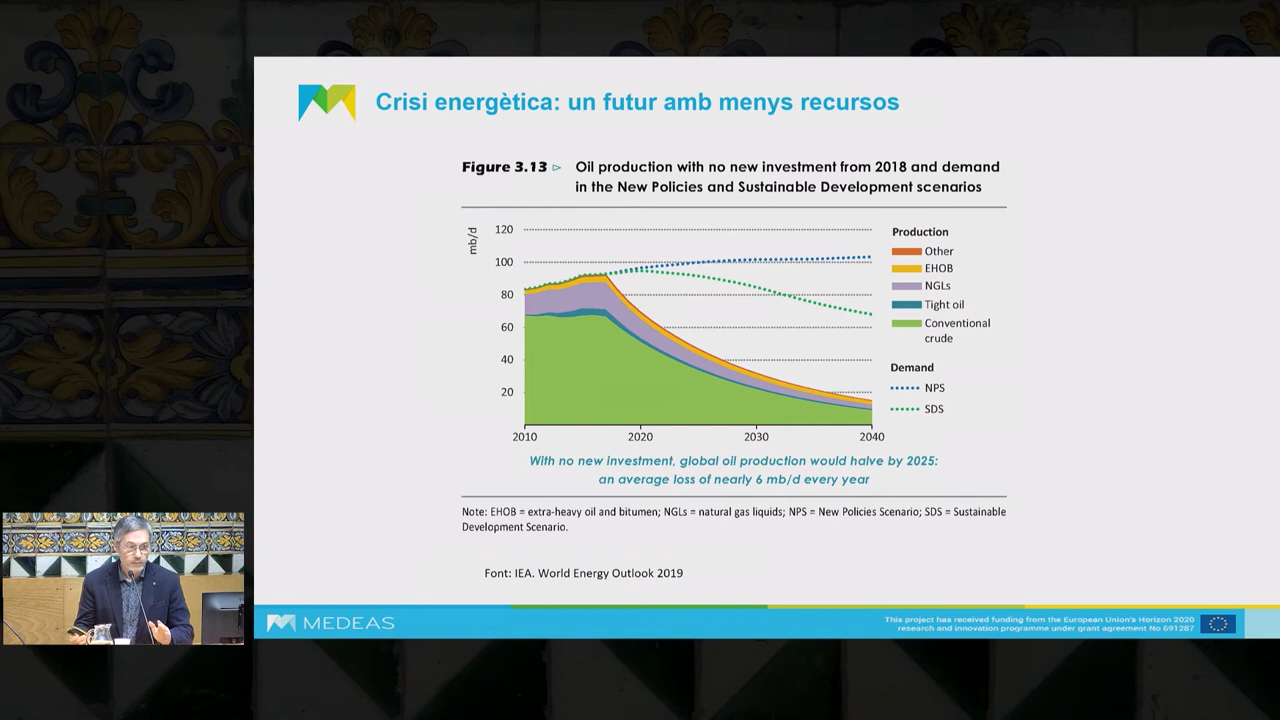 Crisi energètica: un futur amb menys recursos
Figure 3.13 ▷ Oil production with no new investment from 2018 and demand
in the New Policies and Sustainable Development scenarios
mb/d
120
100
80
60
40
20
2010
2020
2030
2040
Production
Other
EHOB
NGLs
Tight oil
Conventional
crude
Demand
NPS
SDS
With no new investment, global oil production would halve by 2025:
an average loss of nearly 6 mb/d every year
Note: EHOB = extra-heavy oil and bitumen; NGLs = natural gas liquids; NPS = New Policies Scenario; SDS = Sustainable
Development Scenario.
Font: IEA. World Energy Outlook 2019
MEDEAS
This project has received funding from the European Union's Horizon 2020
research and innovation programme under grant agreement No 691287